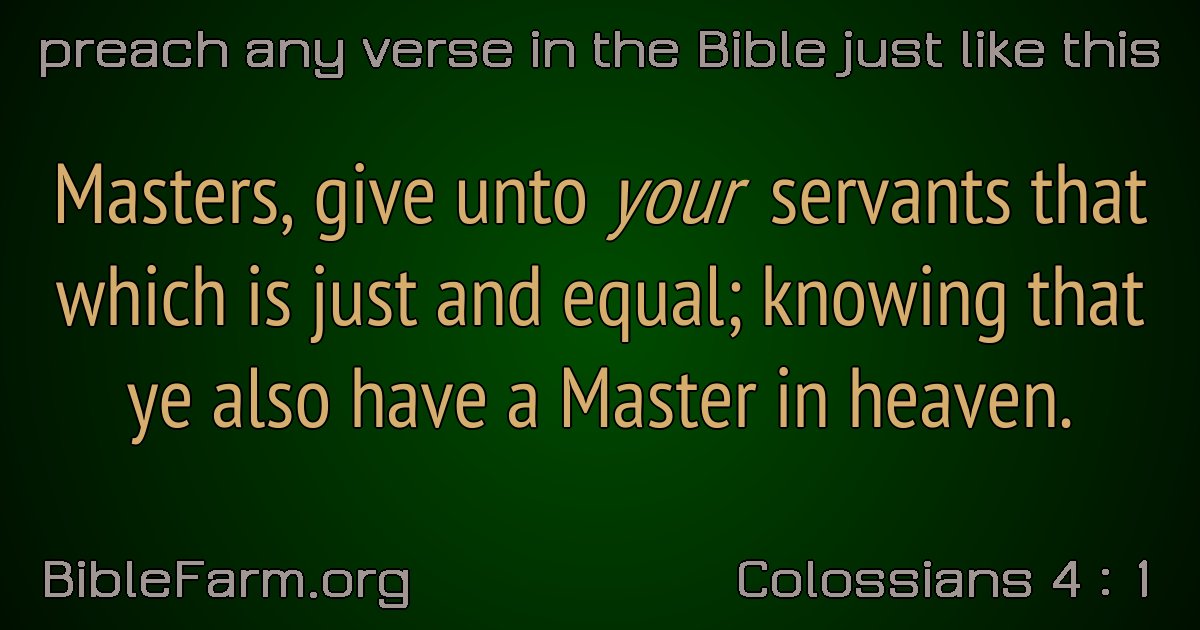 preach any verse in the Bible just like this
Masters, give unto your servants that
which is just and equal; knowing that
ye also have a Master in heaven.
BibleFarm.org
Colossians 4 : 1